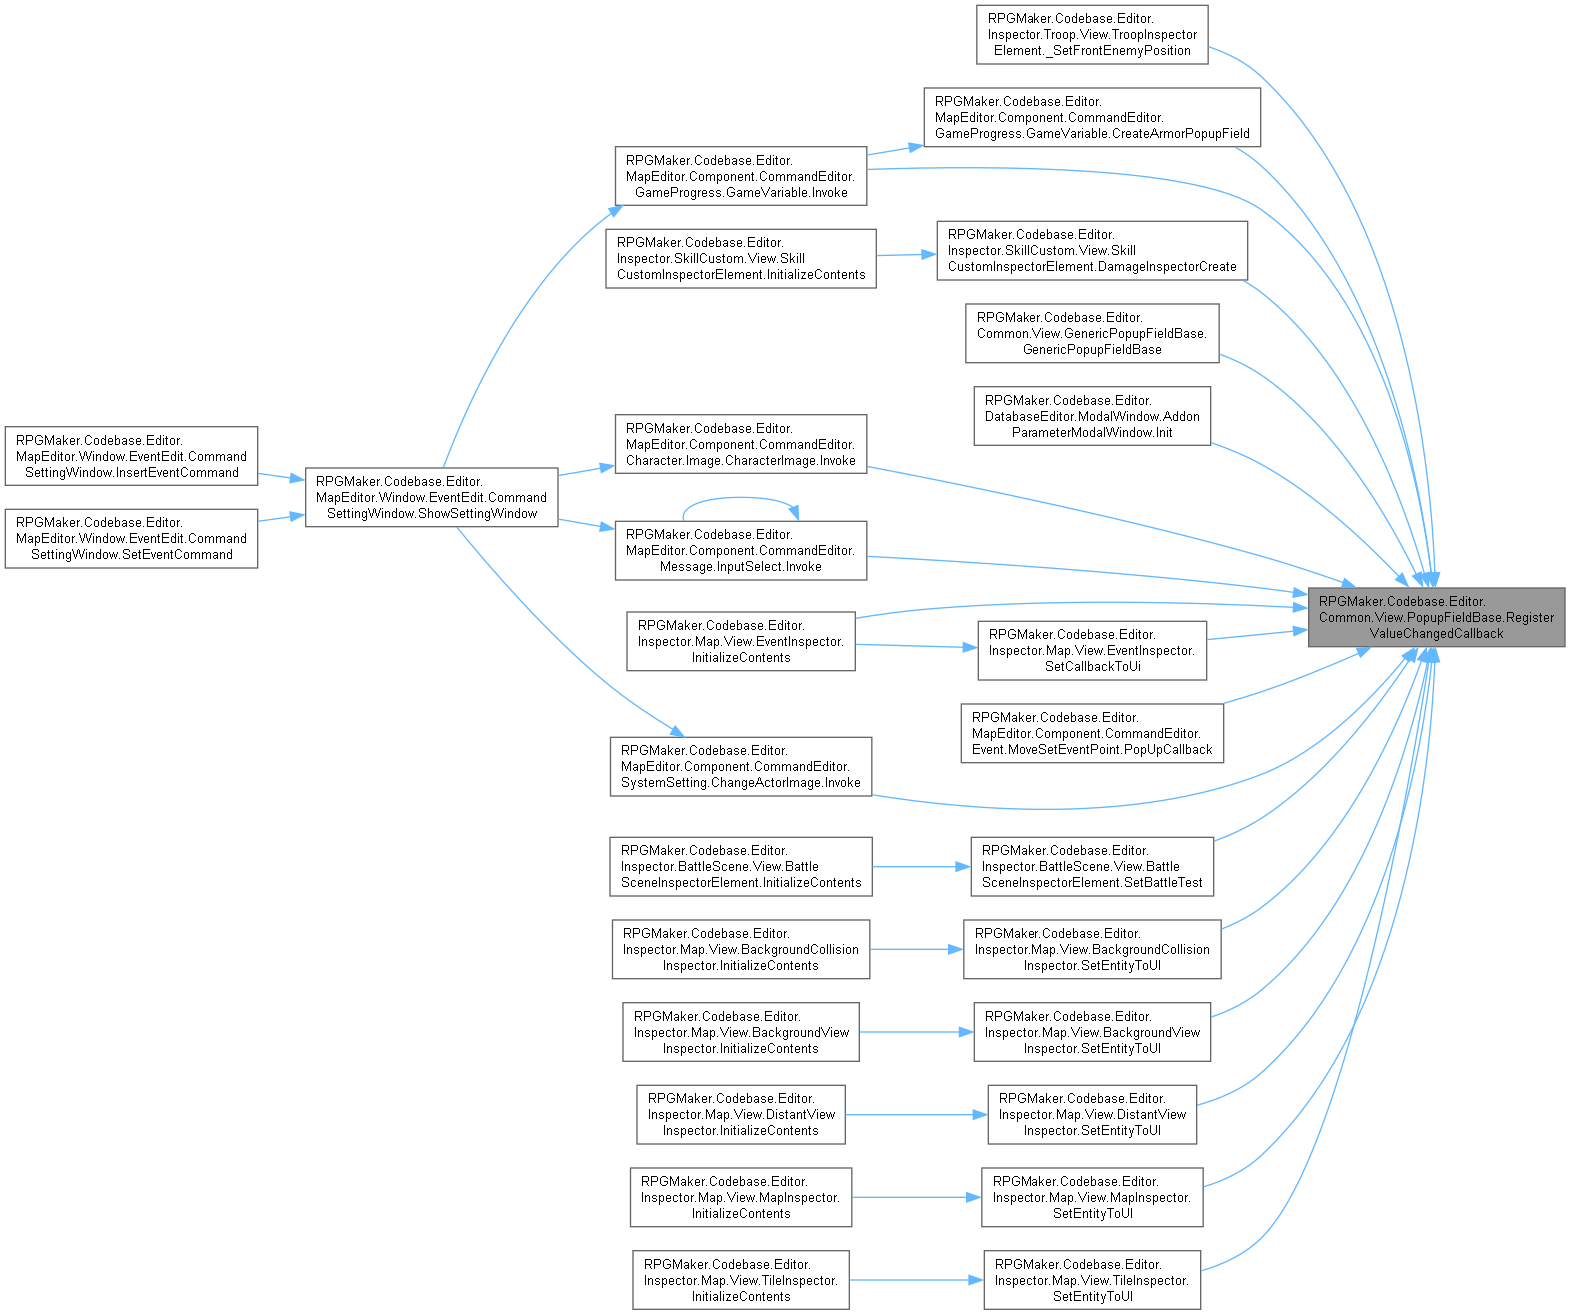 RPGMaker.Codebase.Editor.
Inspector.Troop.View.TroopInspector
Element._SetFrontEnemyPosition
RPGMaker.Codebase.Editor.
MapEditor.Component.CommandEditor.
GameProgress.GameVariable.CreateArmorPopupField
RPGMaker.Codebase.Editor.
MapEditor.Component.CommandEditor.
GameProgress.GameVariable.Invoke
RPGMaker.Codebase.Editor.
Inspector.SkillCustom.View.Skill
CustomInspectorElement.DamageInspectorCreate
RPGMaker.Codebase.Editor.
Inspector.SkillCustom.View.Skill
CustomInspectorElement.InitializeContents
RPGMaker.Codebase.Editor.
Common.View.GenericPopupFieldBase.
GenericPopupFieldBase
RPGMaker.Codebase.Editor.
DatabaseEditor.ModalWindow.Addon
ParameterModalWindow.Init
RPGMaker.Codebase.Editor.
MapEditor.Component.CommandEditor.
Character.Image.CharacterImage.Invoke
RPGMaker.Codebase.Editor.
MapEditor.Window.EventEdit.Command
SettingWindow.InsertEventCommand
RPGMaker.Codebase.Editor.
MapEditor.Window.EventEdit.Command
SettingWindow.ShowSettingWindow
RPGMaker.Codebase.Editor.
MapEditor.Window.EventEdit.Command
SettingWindow.SetEventCommand
RPGMaker.Codebase.Editor.
MapEditor.Component.CommandEditor.
Message.InputSelect.Invoke
RPGMaker.Codebase.Editor.
Common.View.PopupFieldBase.Register
ValueChangedCallback
RPGMaker.Codebase.Editor.
Inspector.Map.View.EventInspector.
InitializeContents
RPGMaker.Codebase.Editor.
Inspector.Map.View.EventInspector.
SetCallbackToUi
RPGMaker.Codebase.Editor.
MapEditor.Component.CommandEditor.
Event.MoveSetEventPoint.PopUpCallback
RPGMaker.Codebase.Editor.
MapEditor.Component.CommandEditor.
SystemSetting.ChangeActorImage.Invoke
RPGMaker.Codebase.Editor.
Inspector.BattleScene.View.Battle
SceneInspectorElement.InitializeContents
RPGMaker.Codebase.Editor.
Inspector.BattleScene.View.Battle
SceneInspectorElement.SetBattleTest
RPGMaker.Codebase.Editor.
Inspector.Map.View.BackgroundCollision
Inspector.InitializeContents
RPGMaker.Codebase.Editor.
Inspector.Map.View.BackgroundCollision
Inspector.SetEntityToUI
RPGMaker.Codebase.Editor.
Inspector.Map.View.BackgroundView
Inspector.InitializeContents
RPGMaker.Codebase.Editor.
Inspector.Map.View.BackgroundView
Inspector.SetEntityToUI
RPGMaker.Codebase.Editor.
Inspector.Map.View.DistantView
Inspector.InitializeContents
RPGMaker.Codebase.Editor.
Inspector.Map.View.DistantView
Inspector.SetEntityToUI
RPGMaker.Codebase.Editor.
Inspector.Map.View.MapInspector.
InitializeContents
RPGMaker.Codebase.Editor.
Inspector.Map.View.MapInspector.
SetEntityToUI
RPGMaker.Codebase.Editor.
Inspector.Map.View.TileInspector.
InitializeContents
RPGMaker.Codebase.Editor.
Inspector.Map.View.TileInspector.
SetEntityToUI